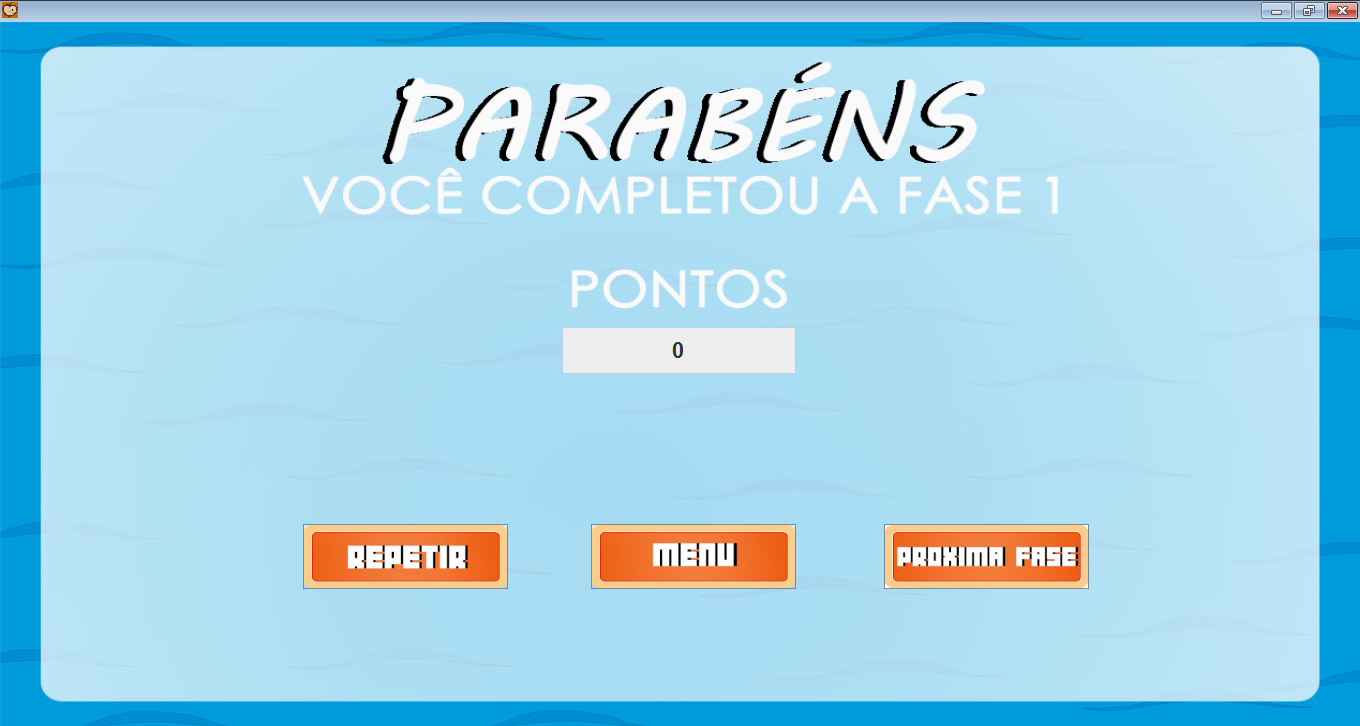 PARABÉNS
VOCÊ COMPLETOU A FASE 1
PONTOS
0
REPETIR
MENU
PROXIMA FASE